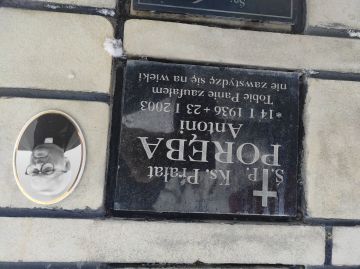 Ś.†P. Ks. Prałat
PORĘBA
Antoni
*14 I 1936 + 23 I 2003
Tobie Panie zaufałem
nie zawstydzę się na wieki